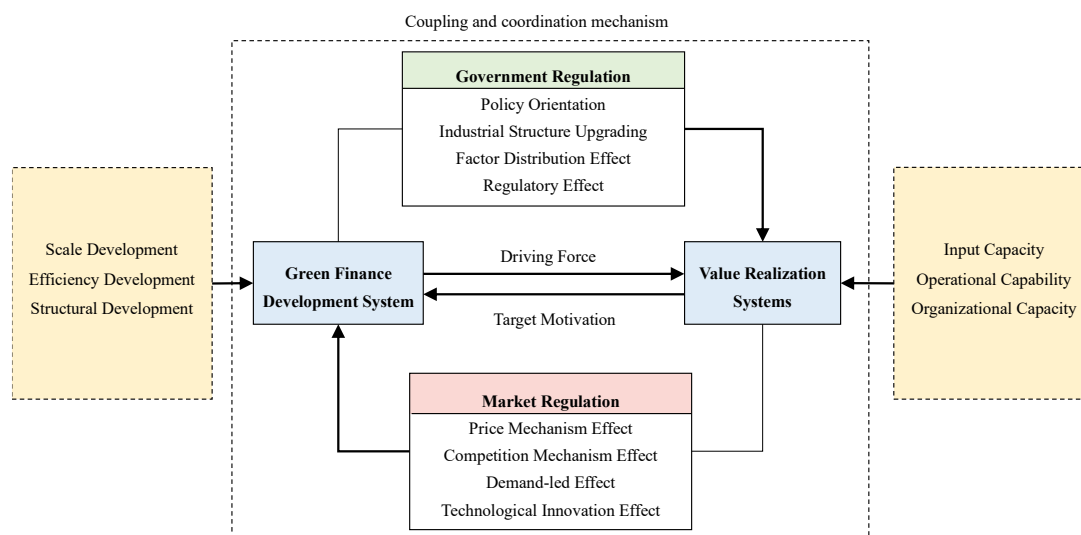 Coupling and coordination mechanism
Government Regulation
Policy Orientation
Industrial Structure Upgrading
Factor Distribution Effect
Regulatory Effect
Scale Development
Efficiency Development
Structural Development
Green Finance
Development System
Driving Force
Target Motivation
Value Realization
Systems
Input Capacity
Operational Capability
Organizational Capacity
Market Regulation
Price Mechanism Effect
Competition Mechanism Effect
Demand-led Effect
Technological Innovation Effect